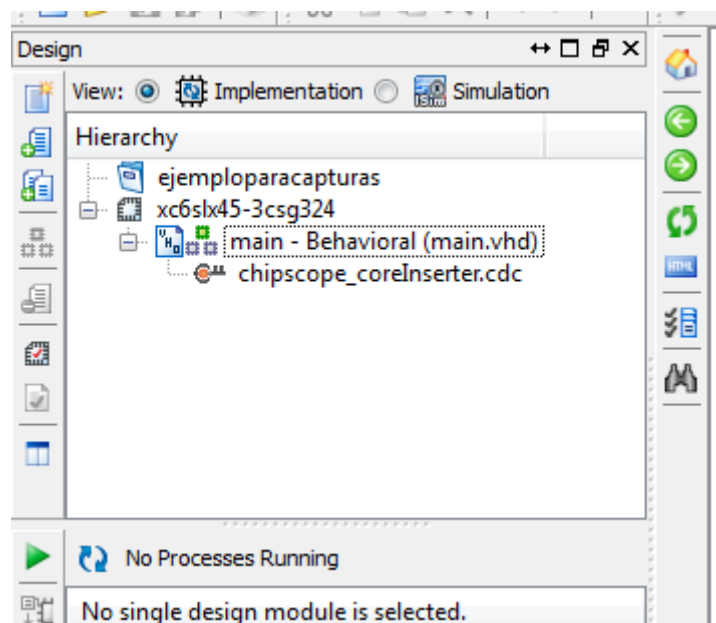 Design
View: Implementation Simulation
Hierarchy
ejemploparacapturas
xc6slx45-3csg324
main - Behavioral (main.vhd)
chipscope_coreInserter.cdc
No Processes Running
No single design module is selected.